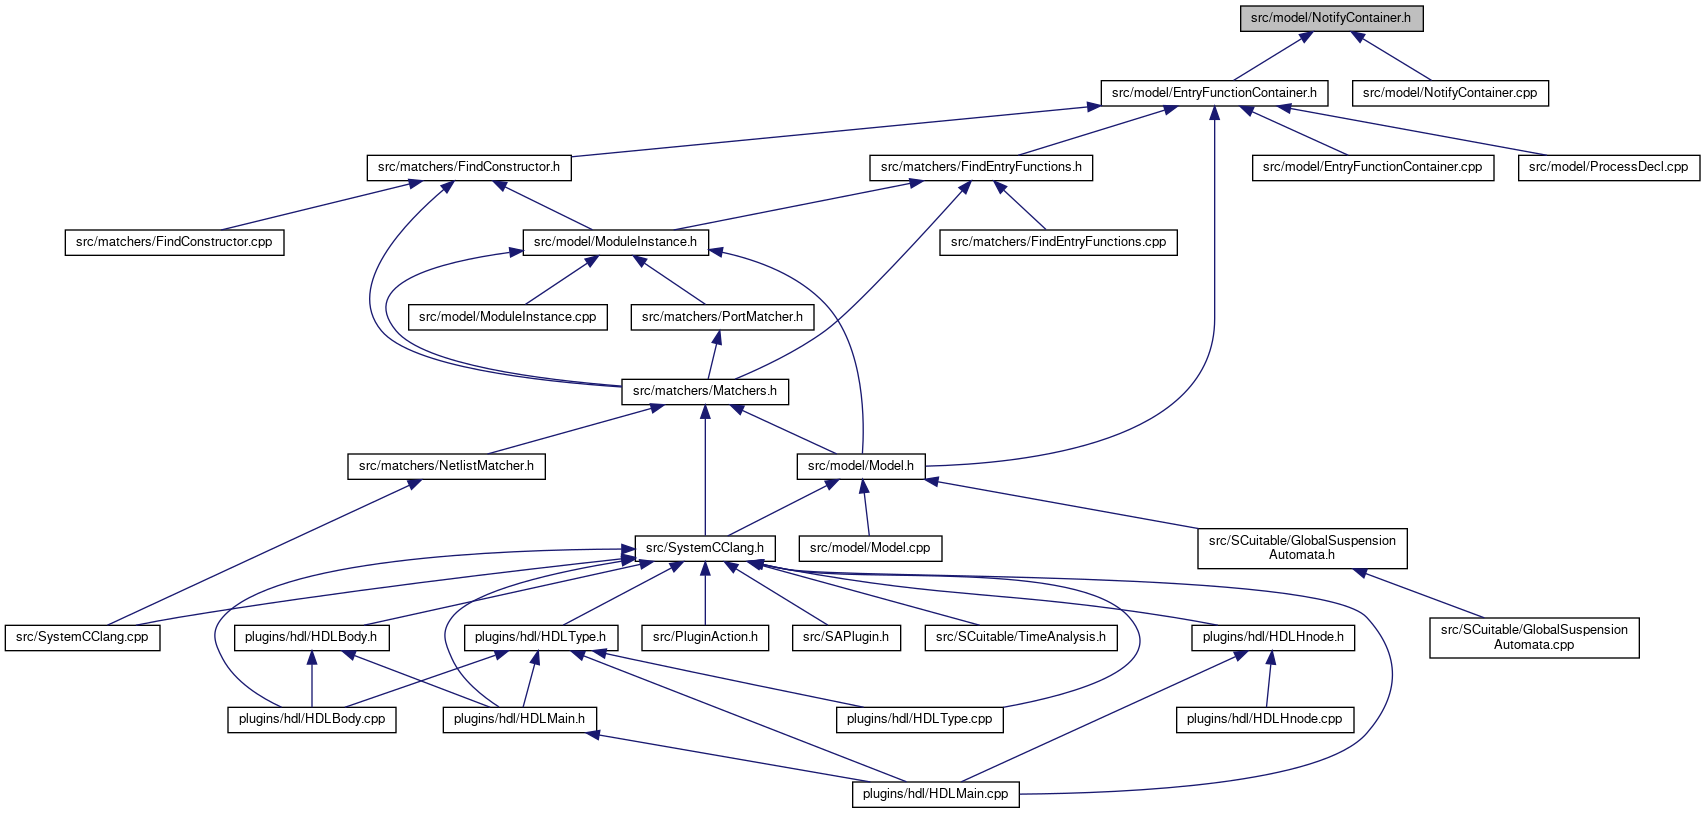 src/model/NotifyContainer.h
src/model/EntryFunctionContainer.h
src/model/NotifyContainer.cpp
src/matchers/FindConstructor.h
src/matchers/FindEntryFunctions.h
src/model/EntryFunctionContainer.cpp
src/model/ProcessDecl.cpp
src/matchers/FindConstructor.cpp
src/model/ModuleInstance.h
src/matchers/FindEntryFunctions.cpp
src/model/ModuleInstance.cpp
src/matchers/PortMatcher.h
src/matchers/Matchers.h
src/matchers/NetlistMatcher.h
src/model/Model.h
src/SystemCClang.h
src/model/Model.cpp
src/SCuitable/GlobalSuspension
Automata.h
src/SystemCClang.cpp
plugins/hdl/HDLBody.h
plugins/hdl/HDLType.h
src/PluginAction.h
src/SAPlugin.h
src/SCuitable/TimeAnalysis.h
plugins/hdl/HDLHnode.h
src/SCuitable/GlobalSuspension
Automata.cpp
plugins/hdl/HDLBody.cpp
plugins/hdl/HDLMain.h
plugins/hdl/HDLType.cpp
plugins/hdl/HDLHnode.cpp
plugins/hdl/HDLMain.cpp